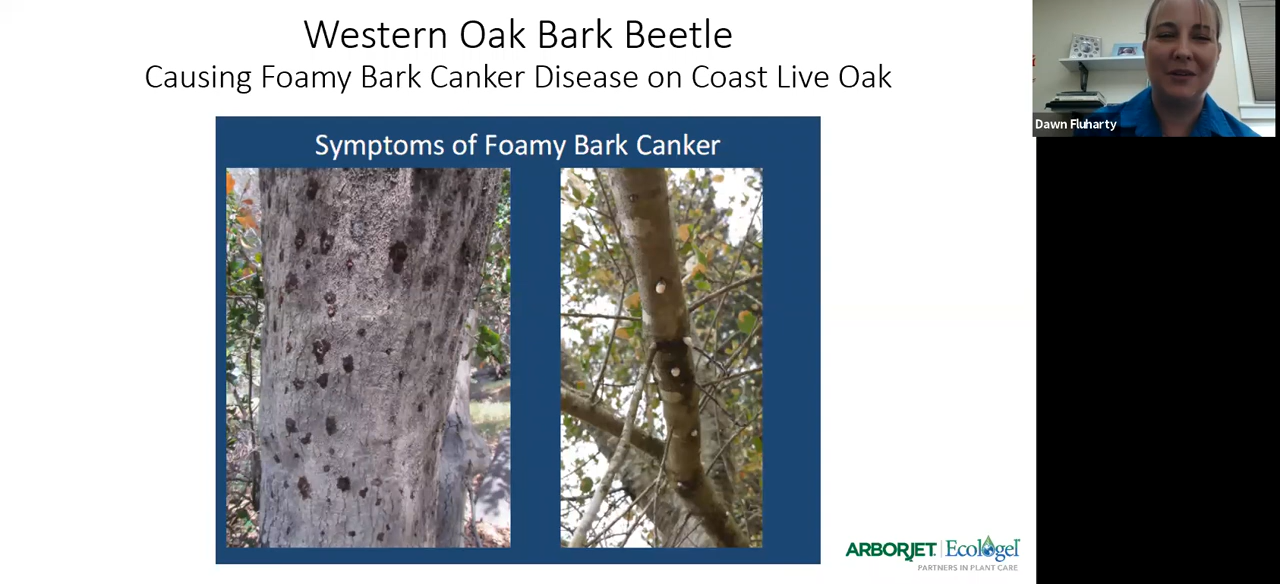 Western Oak Bark Beetle
Causing Foamy Bark Canker Disease on Coast Live Oak
Symptoms of Foamy Bark Canker
Dawn Fluharty
ARBORJET | Ecologel
PARTNERS IN PLANT CARE